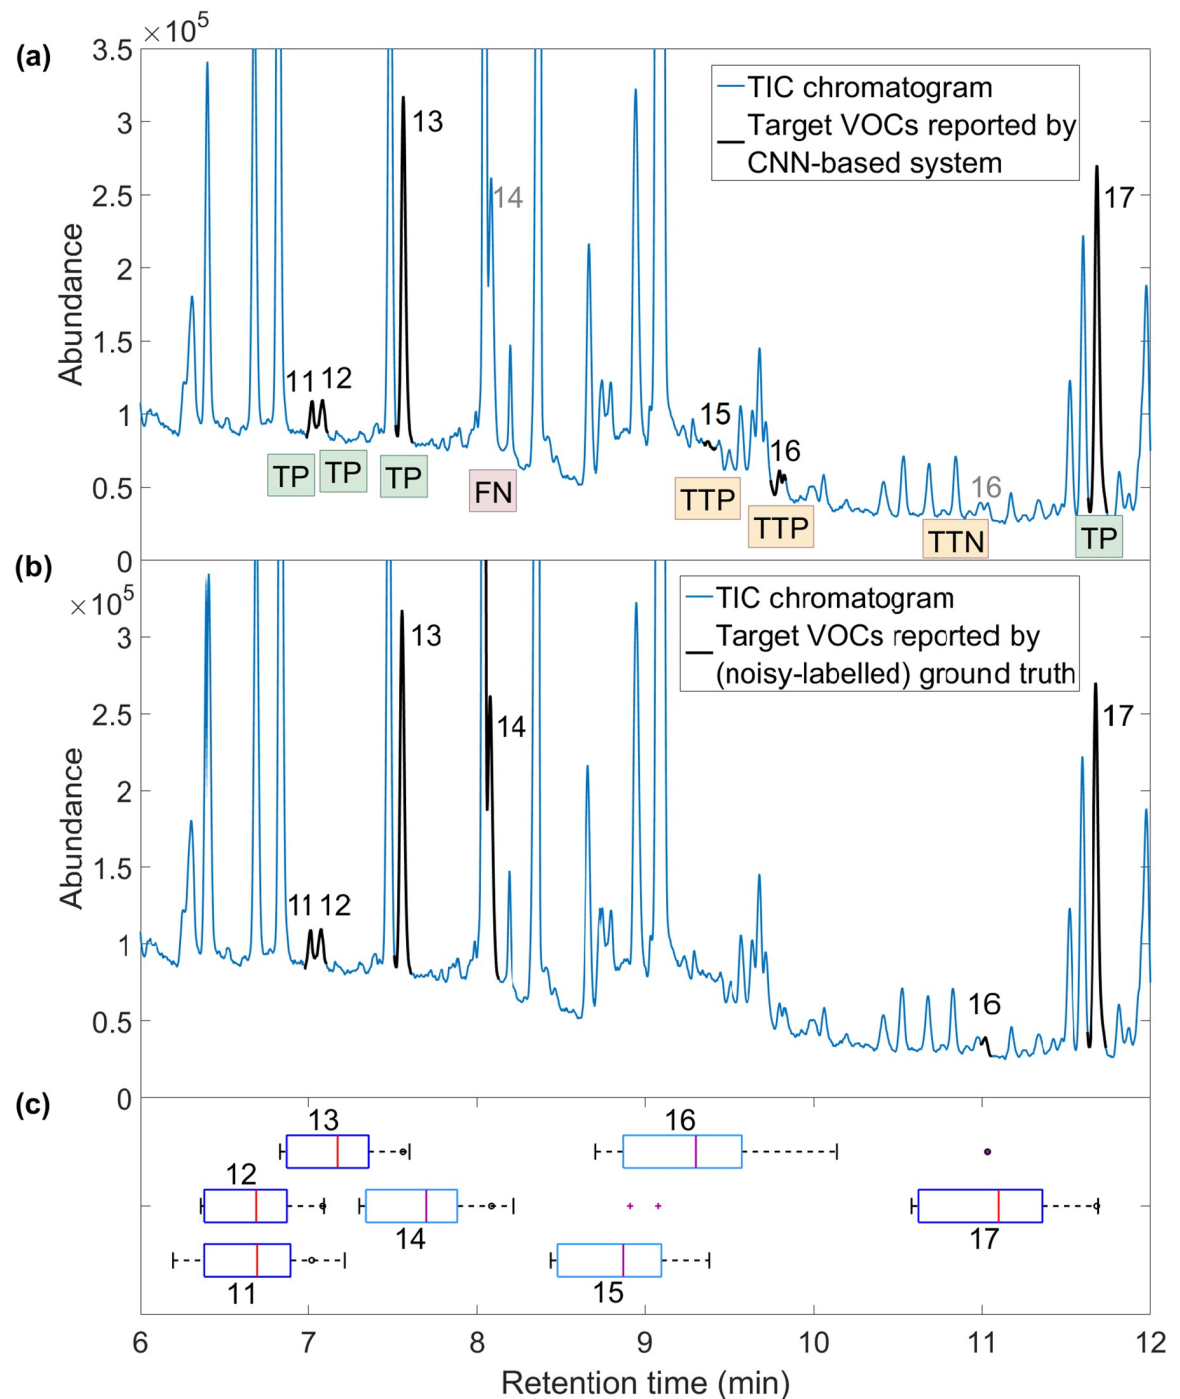 (a)
×10⁵
3.5
3
2.5
2
1.5
1
0.5
0
Abundance
TIC chromatogram
Target VOCs reported by
CNN-based system
11 12
13
14
15
16
16
17
TP
TP
TP
FN
TTP
TTP
TTN
TP
(b)
×10⁵
3
2.5
2
1.5
1
0.5
0
Abundance
TIC chromatogram
Target VOCs reported by
(noisy-labelled) ground truth
11 12
13
14
16
17
(c)
13
16
12
14
17
11
15
6 7 8 9 10 11 12
Retention time (min)